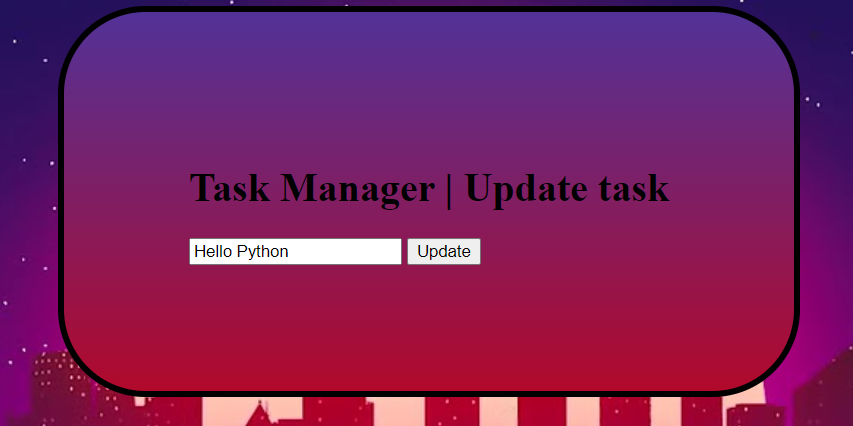 Task Manager | Update task
Hello Python Update